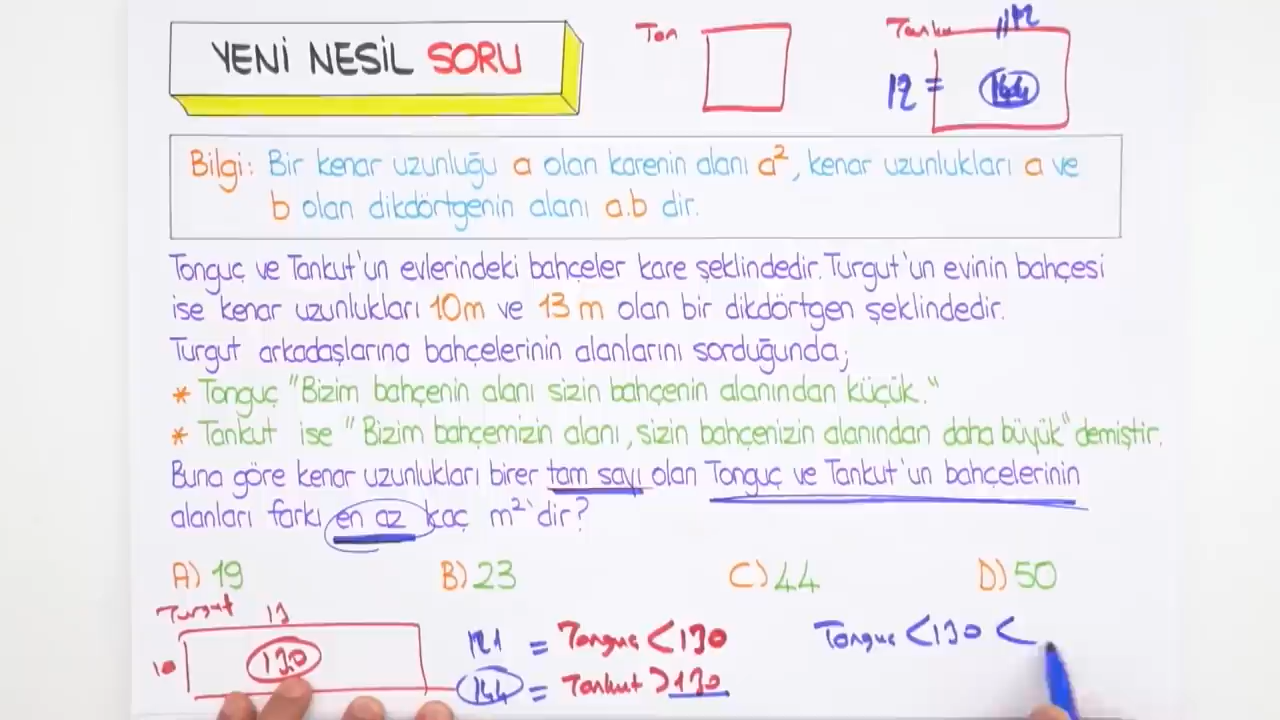 YENİ NESİL SORU
Ton
Tanku 12
12 = 144
Bilgi: Bir kenar uzunluğu a olan karenin alanı a², kenar uzunlukları a ve
b olan dikdörtgenin alanı a.b dir.
Tonguç ve Tankut'un evlerindeki bahçeler kare şeklindedir. Turgut'un evinin bahçesi
ise kenar uzunlukları 10m ve 13 m olan bir dikdörtgen şeklindedir.
Turgut arkadaşlarına bahçelerinin alanlarını sorduğunda;
* Tonguç "Bizim bahçenin alanı sizin bahçenin alanından küçük."
* Tankut ise "Bizim bahçemizin alanı, sizin bahçenizin alanından daha büyük" demiştir.
Buna göre kenar uzunlukları birer tam sayı olan Tonguç ve Tankut'un bahçelerinin
alanları farkı en az kaç m² dir?
A) 19 B) 23 C) 44 D) 50
Turgut 13
10 130
121 = Tonguç < 130
144 = Tankut > 130
Tonguç < 130 <